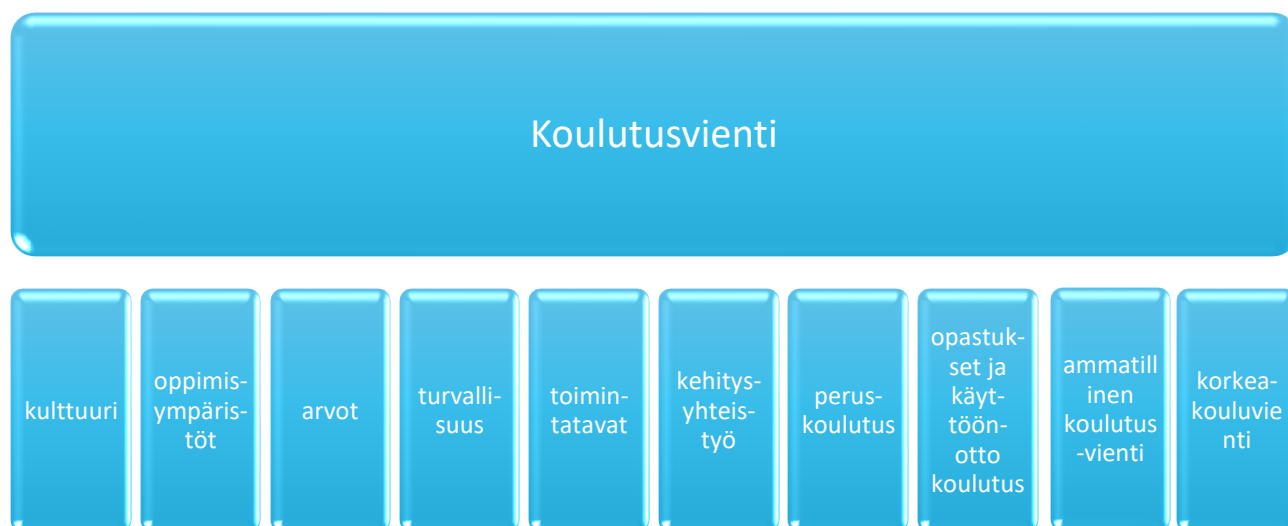 Koulutusvienti
kulttuuri
oppimis-
ympäris-
töt
arvot
turvalli-
suus
toimin-
tatavat
kehitys-
yhteis-
työ
perus-
koulutus
opastuk-
set ja
käyt-
töön-
otto
koulutus
ammatill
inen
koulutus
-vienti
korkea-
kouluvie
nti